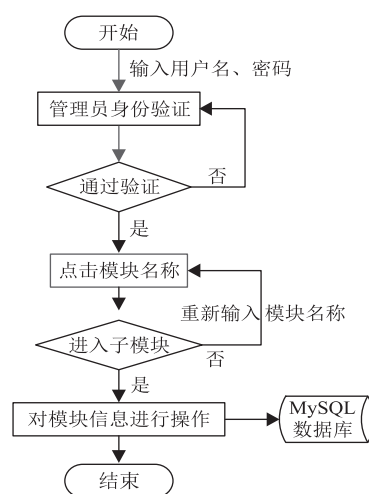 开始
输入用户名、密码
管理员身份验证
通过验证
否
是
点击模块名称
重新输入模块名称
进入子模块
否
是
对模块信息进行操作
MySQL
数据库
结束